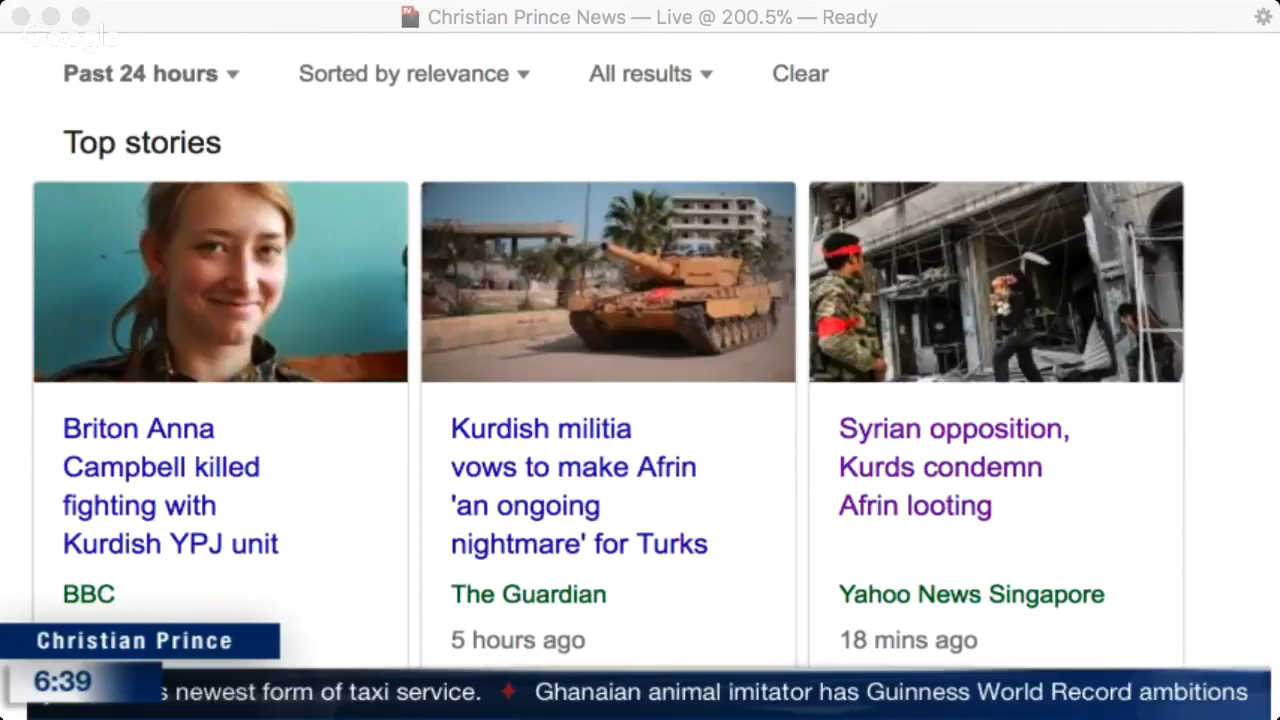 Christian Prince News — Live @ 200.5% — Ready
Google
Past 24 hours
Sorted by relevance
All results
Clear
Top stories
Briton Anna
Campbell killed
fighting with
Kurdish YPJ unit
BBC
Kurdish militia
vows to make Afrin
'an ongoing
nightmare' for Turks
The Guardian
5 hours ago
Syrian opposition,
Kurds condemn
Afrin looting
Yahoo News Singapore
18 mins ago
Christian Prince
6:39
s newest form of taxi service. Ghanaian animal imitator has Guinness World Record ambitions